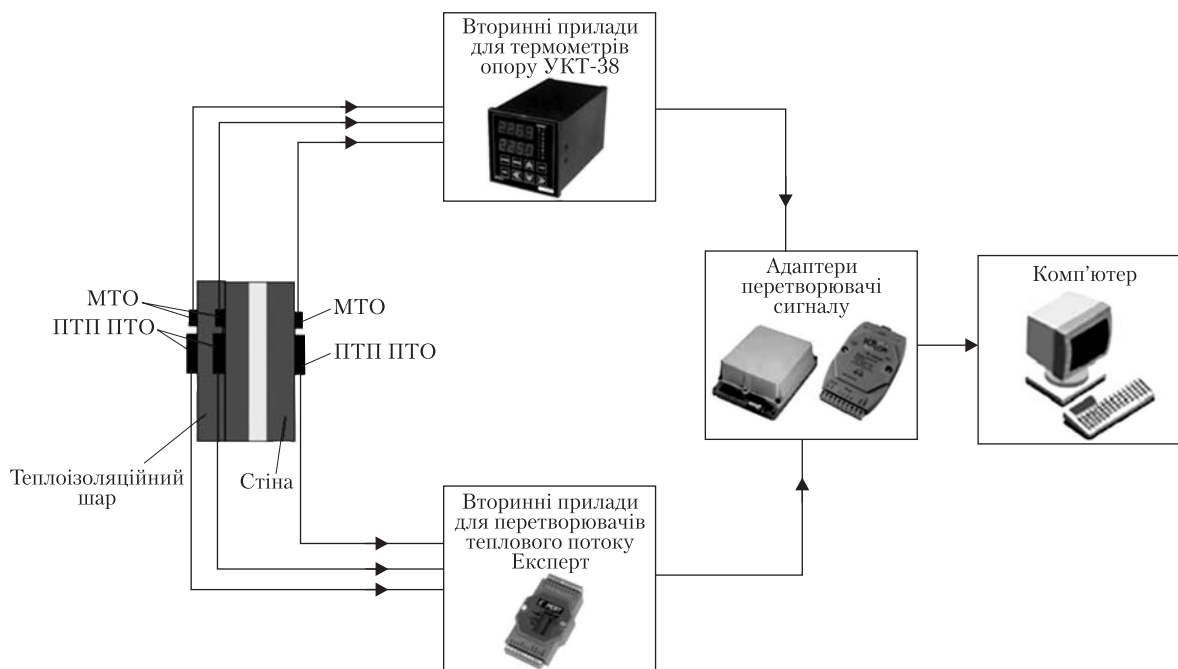 Вторинні прилади
для термометрів
опору УКТ-38
МТО
ПТП ПТО
МТО
ПТП ПТО
Теплоізоляційний
шар
Стіна
Адаптери
перетворювачі
сигналу
Комп’ютер
Вторинні прилади
для перетворювачів
теплового потоку
Експерт